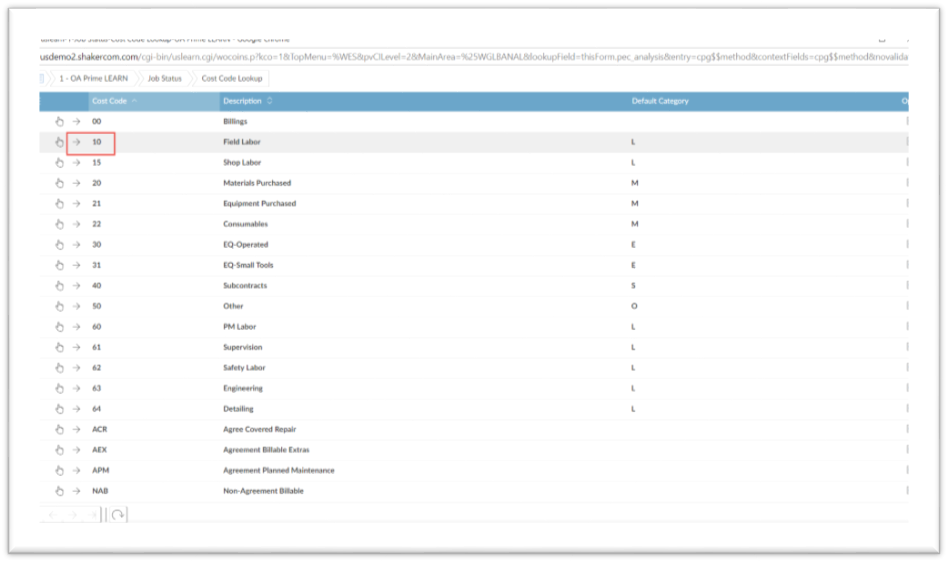 usdemo2.shakercom.com/cgi-bin/uslearn.cgi/wocoins.p?kco=1&TopMenu=%WES&pvCILevel=2&MainArea=%25WGLBANAL&lookupField=thisForm.pec_analysis&entry=cpg$$method&contextFields=cpg$$method&novalida
1 - OA Prime LEARN Job Status Cost Code Lookup
Cost Code Description Default Category
00 Billings
10 Field Labor L
15 Shop Labor L
20 Materials Purchased M
21 Equipment Purchased M
22 Consumables M
30 EQ-Operated E
31 EQ-Small Tools E
40 Subcontracts S
50 Other O
60 PM Labor L
61 Supervision L
62 Safety Labor L
63 Engineering L
64 Detailing L
ACR Agree Covered Repair
AEX Agreement Billable Extras
APM Agreement Planned Maintenance
NAB Non-Agreement Billable